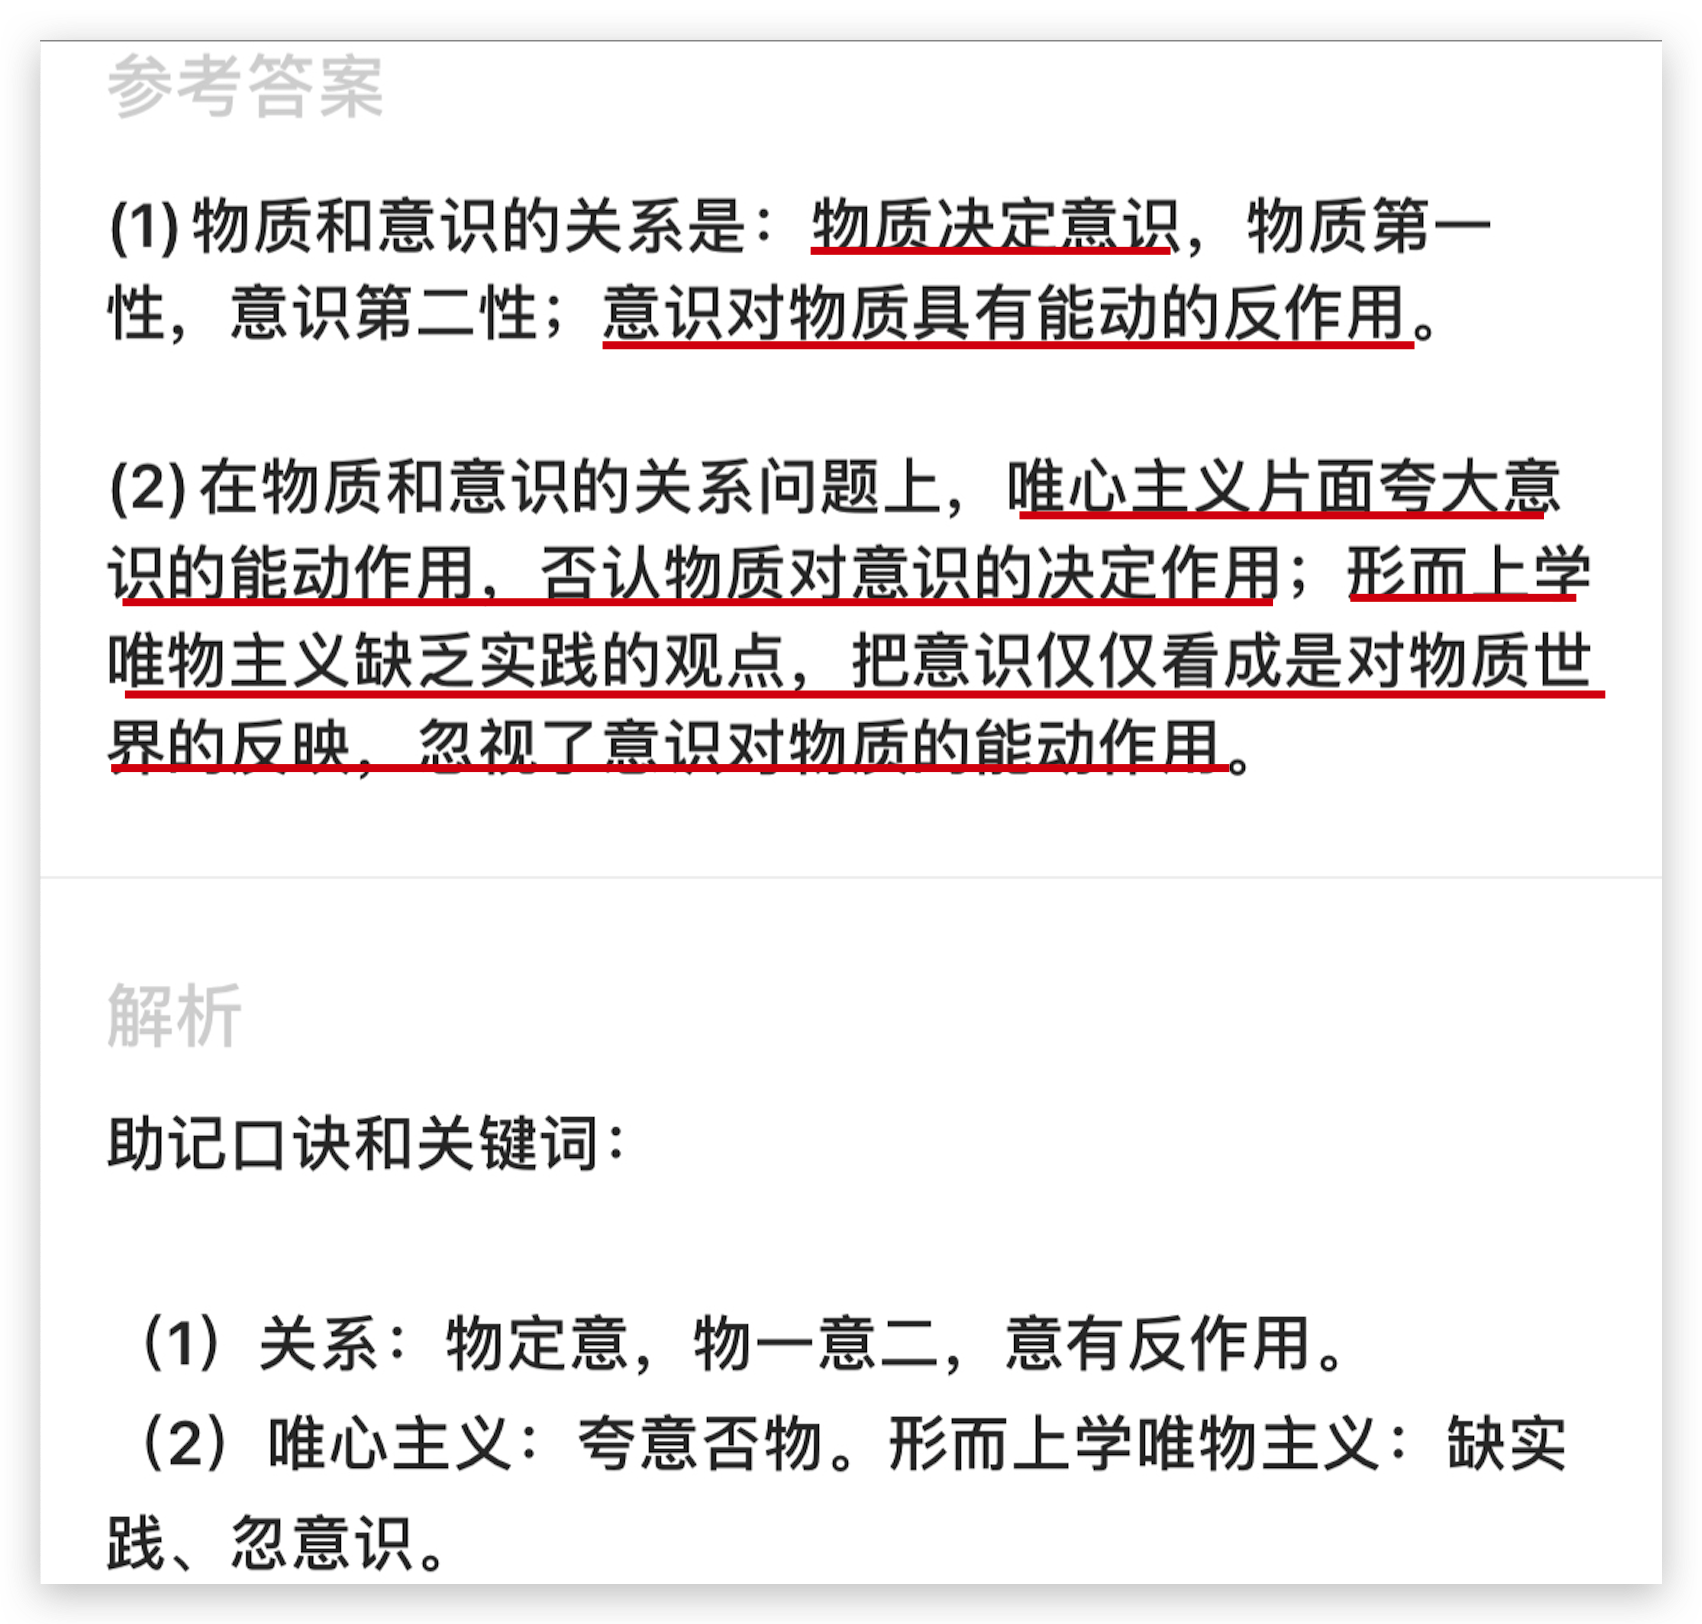 参考答案
(1)物质和意识的关系是：物质决定意识，物质第一
性，意识第二性；意识对物质具有能动的反作用。
(2)在物质和意识的关系问题上，唯心主义片面夸大意
识的能动作用，否认物质对意识的决定作用；形而上学
唯物主义缺乏实践的观点，把意识仅仅看成是对物质世
界的反映，忽视了意识对物质的能动作用。
解析
助记口诀和关键词：
（1）关系：物定意，物一意二，意有反作用。
（2）唯心主义：夸意否物。形而上学唯物主义：缺实
践、忽意识。